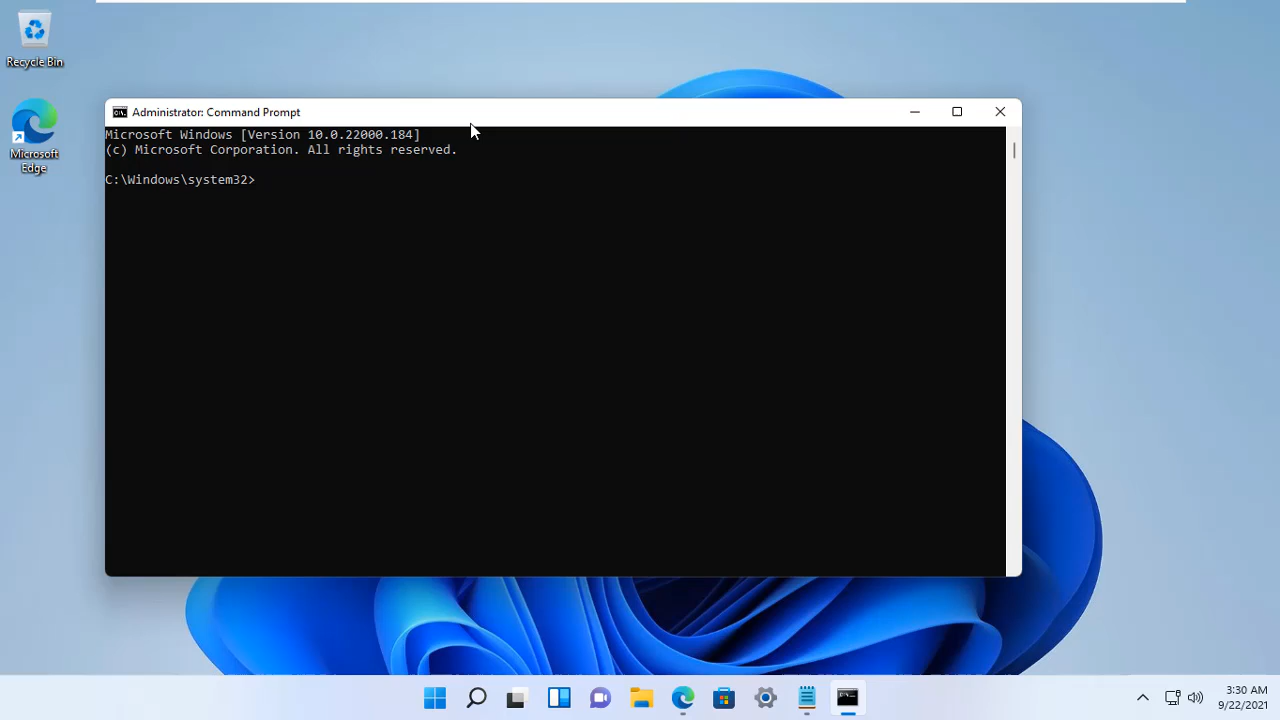 Recycle Bin
Microsoft
Edge
Administrator: Command Prompt
Microsoft Windows [Version 10.0.22000.184]
(c) Microsoft Corporation. All rights reserved.
C:\Windows\system32>
3:30 AM
9/22/2021